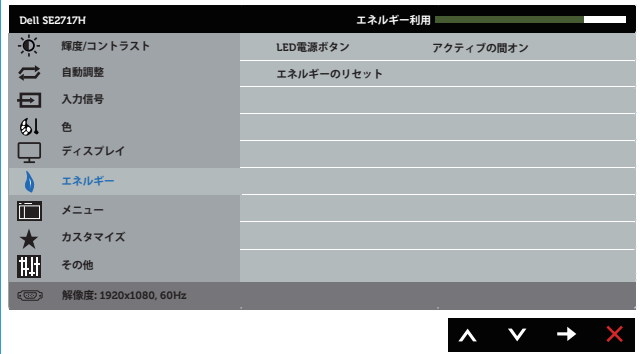 Dell SE2717H エネルギー利用
輝度/コントラスト LED電源ボタン アクティブの間オン
自動調整 エネルギーのリセット
入力信号
色
ディスプレイ
エネルギー
メニュー
カスタマイズ
その他
解像度: 1920x1080, 60Hz